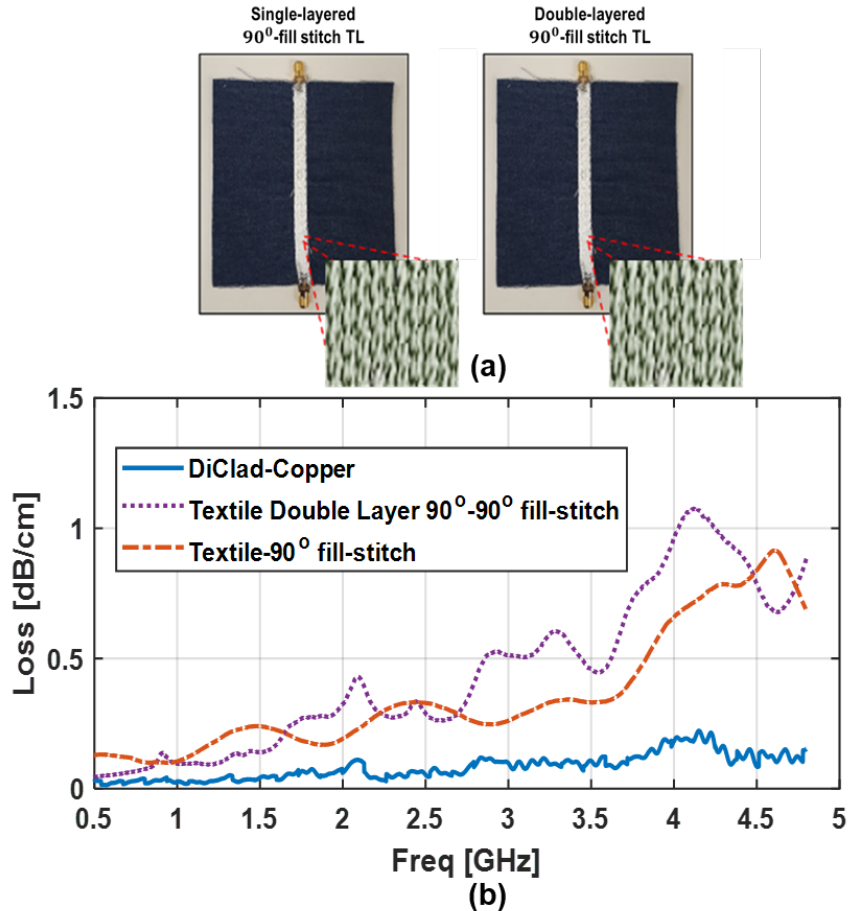 Single-layered
90⁰-fill stitch TL
Double-layered
90⁰-fill stitch TL
(a)
1.5
1
0.5
0
Loss [dB/cm]
DiClad-Copper
Textile Double Layer 90°-90° fill-stitch
Textile-90° fill-stitch
0.5 1 1.5 2 2.5 3 3.5 4 4.5 5
Freq [GHz]
(b)